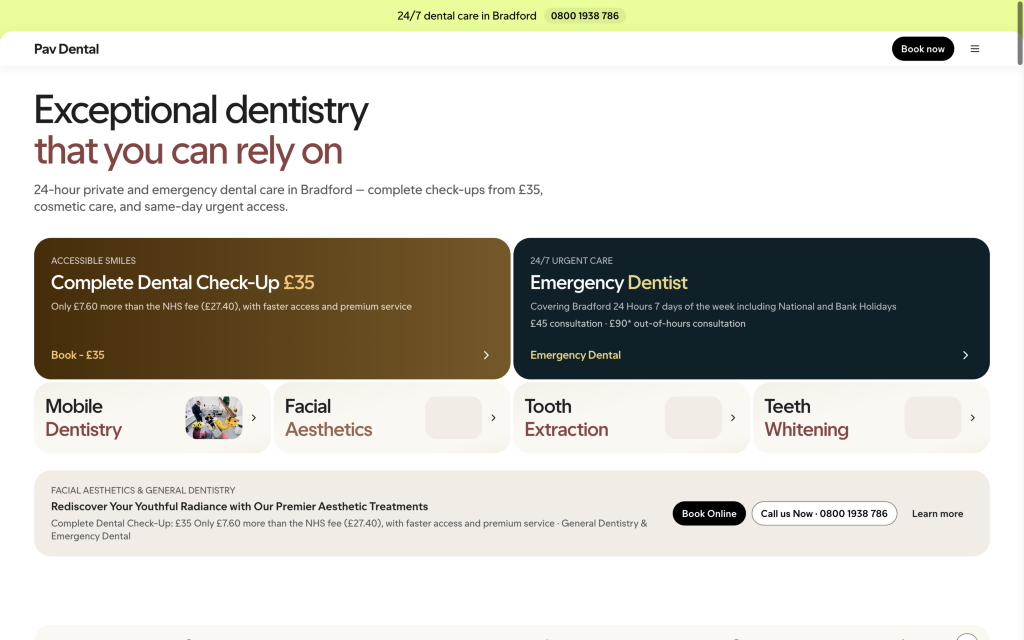 24/7 dental care in Bradford 0800 1938 786
Pav Dental
Book now
Exceptional dentistry
that you can rely on
24-hour private and emergency dental care in Bradford — complete check-ups from £35,
cosmetic care, and same-day urgent access.
ACCESSIBLE SMILES
Complete Dental Check-Up £35
Only £7.60 more than the NHS fee (£27.40), with faster access and premium service
Book - £35
24/7 URGENT CARE
Emergency Dentist
Covering Bradford 24 Hours 7 days of the week including National and Bank Holidays
£45 consultation · £90* out-of-hours consultation
Emergency Dental
Mobile
Dentistry
Facial
Aesthetics
Tooth
Extraction
Teeth
Whitening
FACIAL AESTHETICS & GENERAL DENTISTRY
Rediscover Your Youthful Radiance with Our Premier Aesthetic Treatments
Complete Dental Check-Up: £35 Only £7.60 more than the NHS fee (£27.40), with faster access and premium service · General Dentistry &
Emergency Dental
Book Online
Call us Now · 0800 1938 786
Learn more